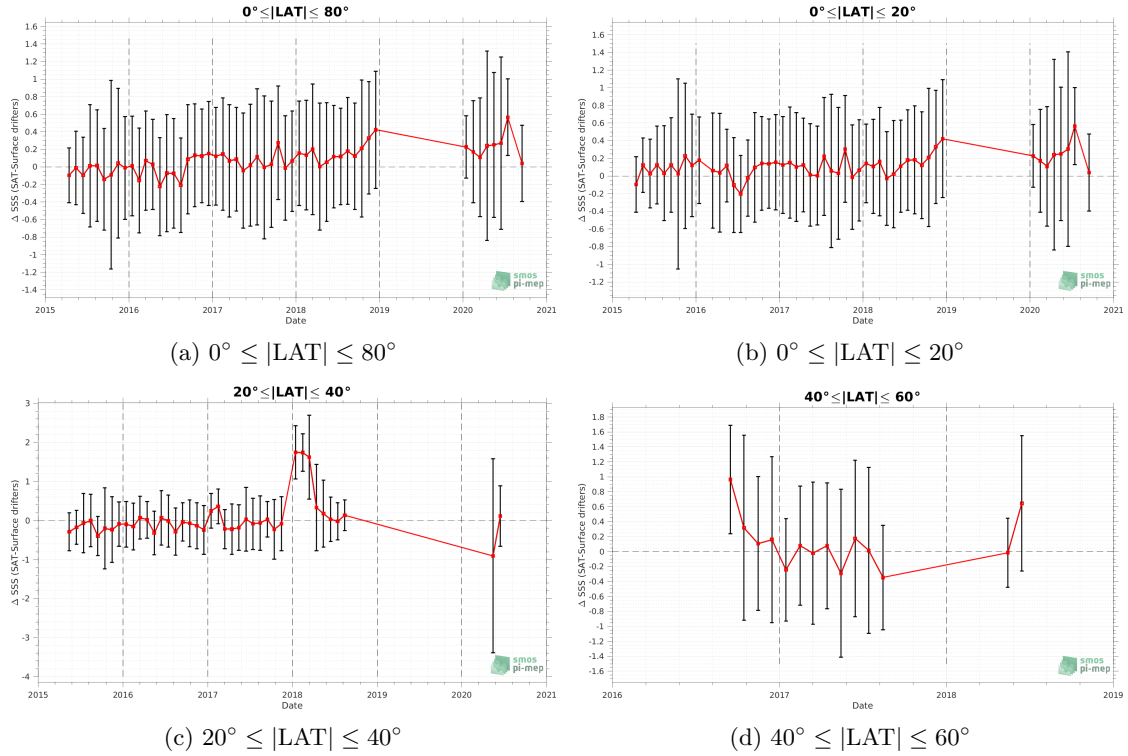 0°≤|LAT|≤ 80°
Δ SSS (SAT-Surface drifters)
1.6
1.4
1.2
1
0.8
0.6
0.4
0.2
0
-0.2
-0.4
-0.6
-0.8
-1
-1.2
-1.4
2015 2016 2017 2018 2019 2020 2021
Date
smos
pi-mep
(a) 0° ≤ |LAT| ≤ 80°
0°≤|LAT|≤ 20°
Δ SSS (SAT-Surface drifters)
1.6
1.4
1.2
1
0.8
0.6
0.4
0.2
0
-0.2
-0.4
-0.6
-0.8
-1
-1.2
2015 2016 2017 2018 2019 2020 2021
Date
smos
pi-mep
(b) 0° ≤ |LAT| ≤ 20°
20°≤|LAT|≤ 40°
Δ SSS (SAT-Surface drifters)
3
2
1
0
-1
-2
-3
-4
2015 2016 2017 2018 2019 2020 2021
Date
smos
pi-mep
(c) 20° ≤ |LAT| ≤ 40°
40°≤|LAT|≤ 60°
Δ SSS (SAT-Surface drifters)
1.8
1.6
1.4
1.2
1
0.8
0.6
0.4
0.2
0
-0.2
-0.4
-0.6
-0.8
-1
-1.2
-1.4
-1.6
2016 2017 2018 2019
Date
smos
pi-mep
(d) 40° ≤ |LAT| ≤ 60°